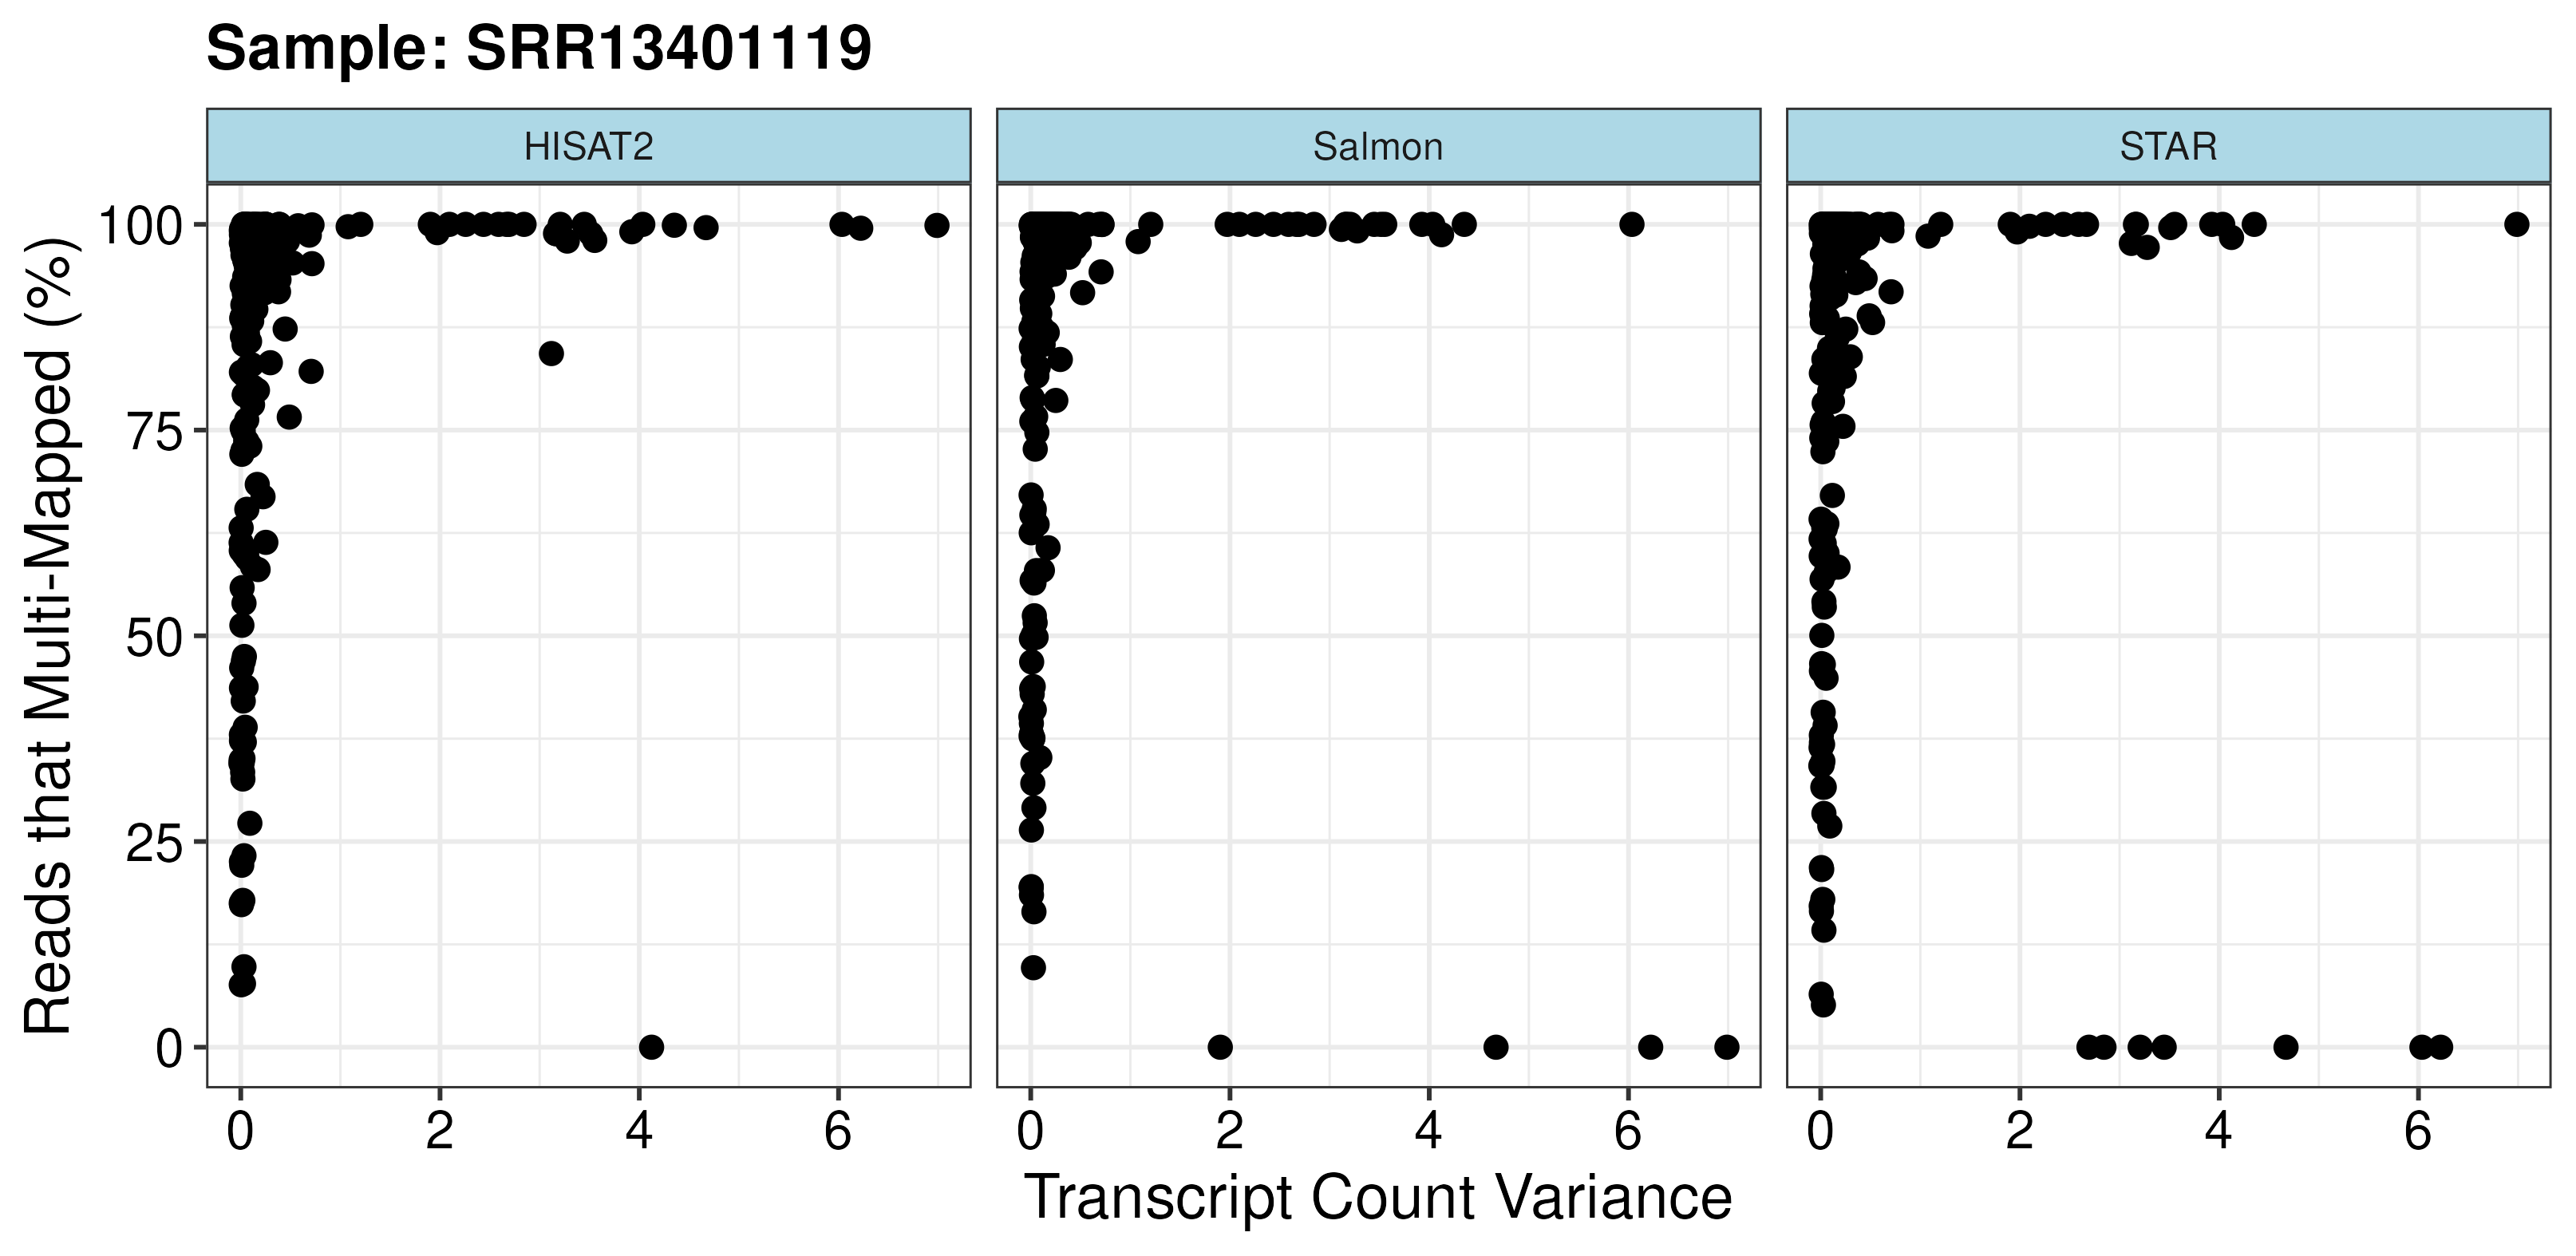 Sample: SRR13401119
HISAT2
Salmon
STAR
Reads that Multi-Mapped (%)
100
75
50
25
0
0 2 4 6
0 2 4 6
0 2 4 6
Transcript Count Variance